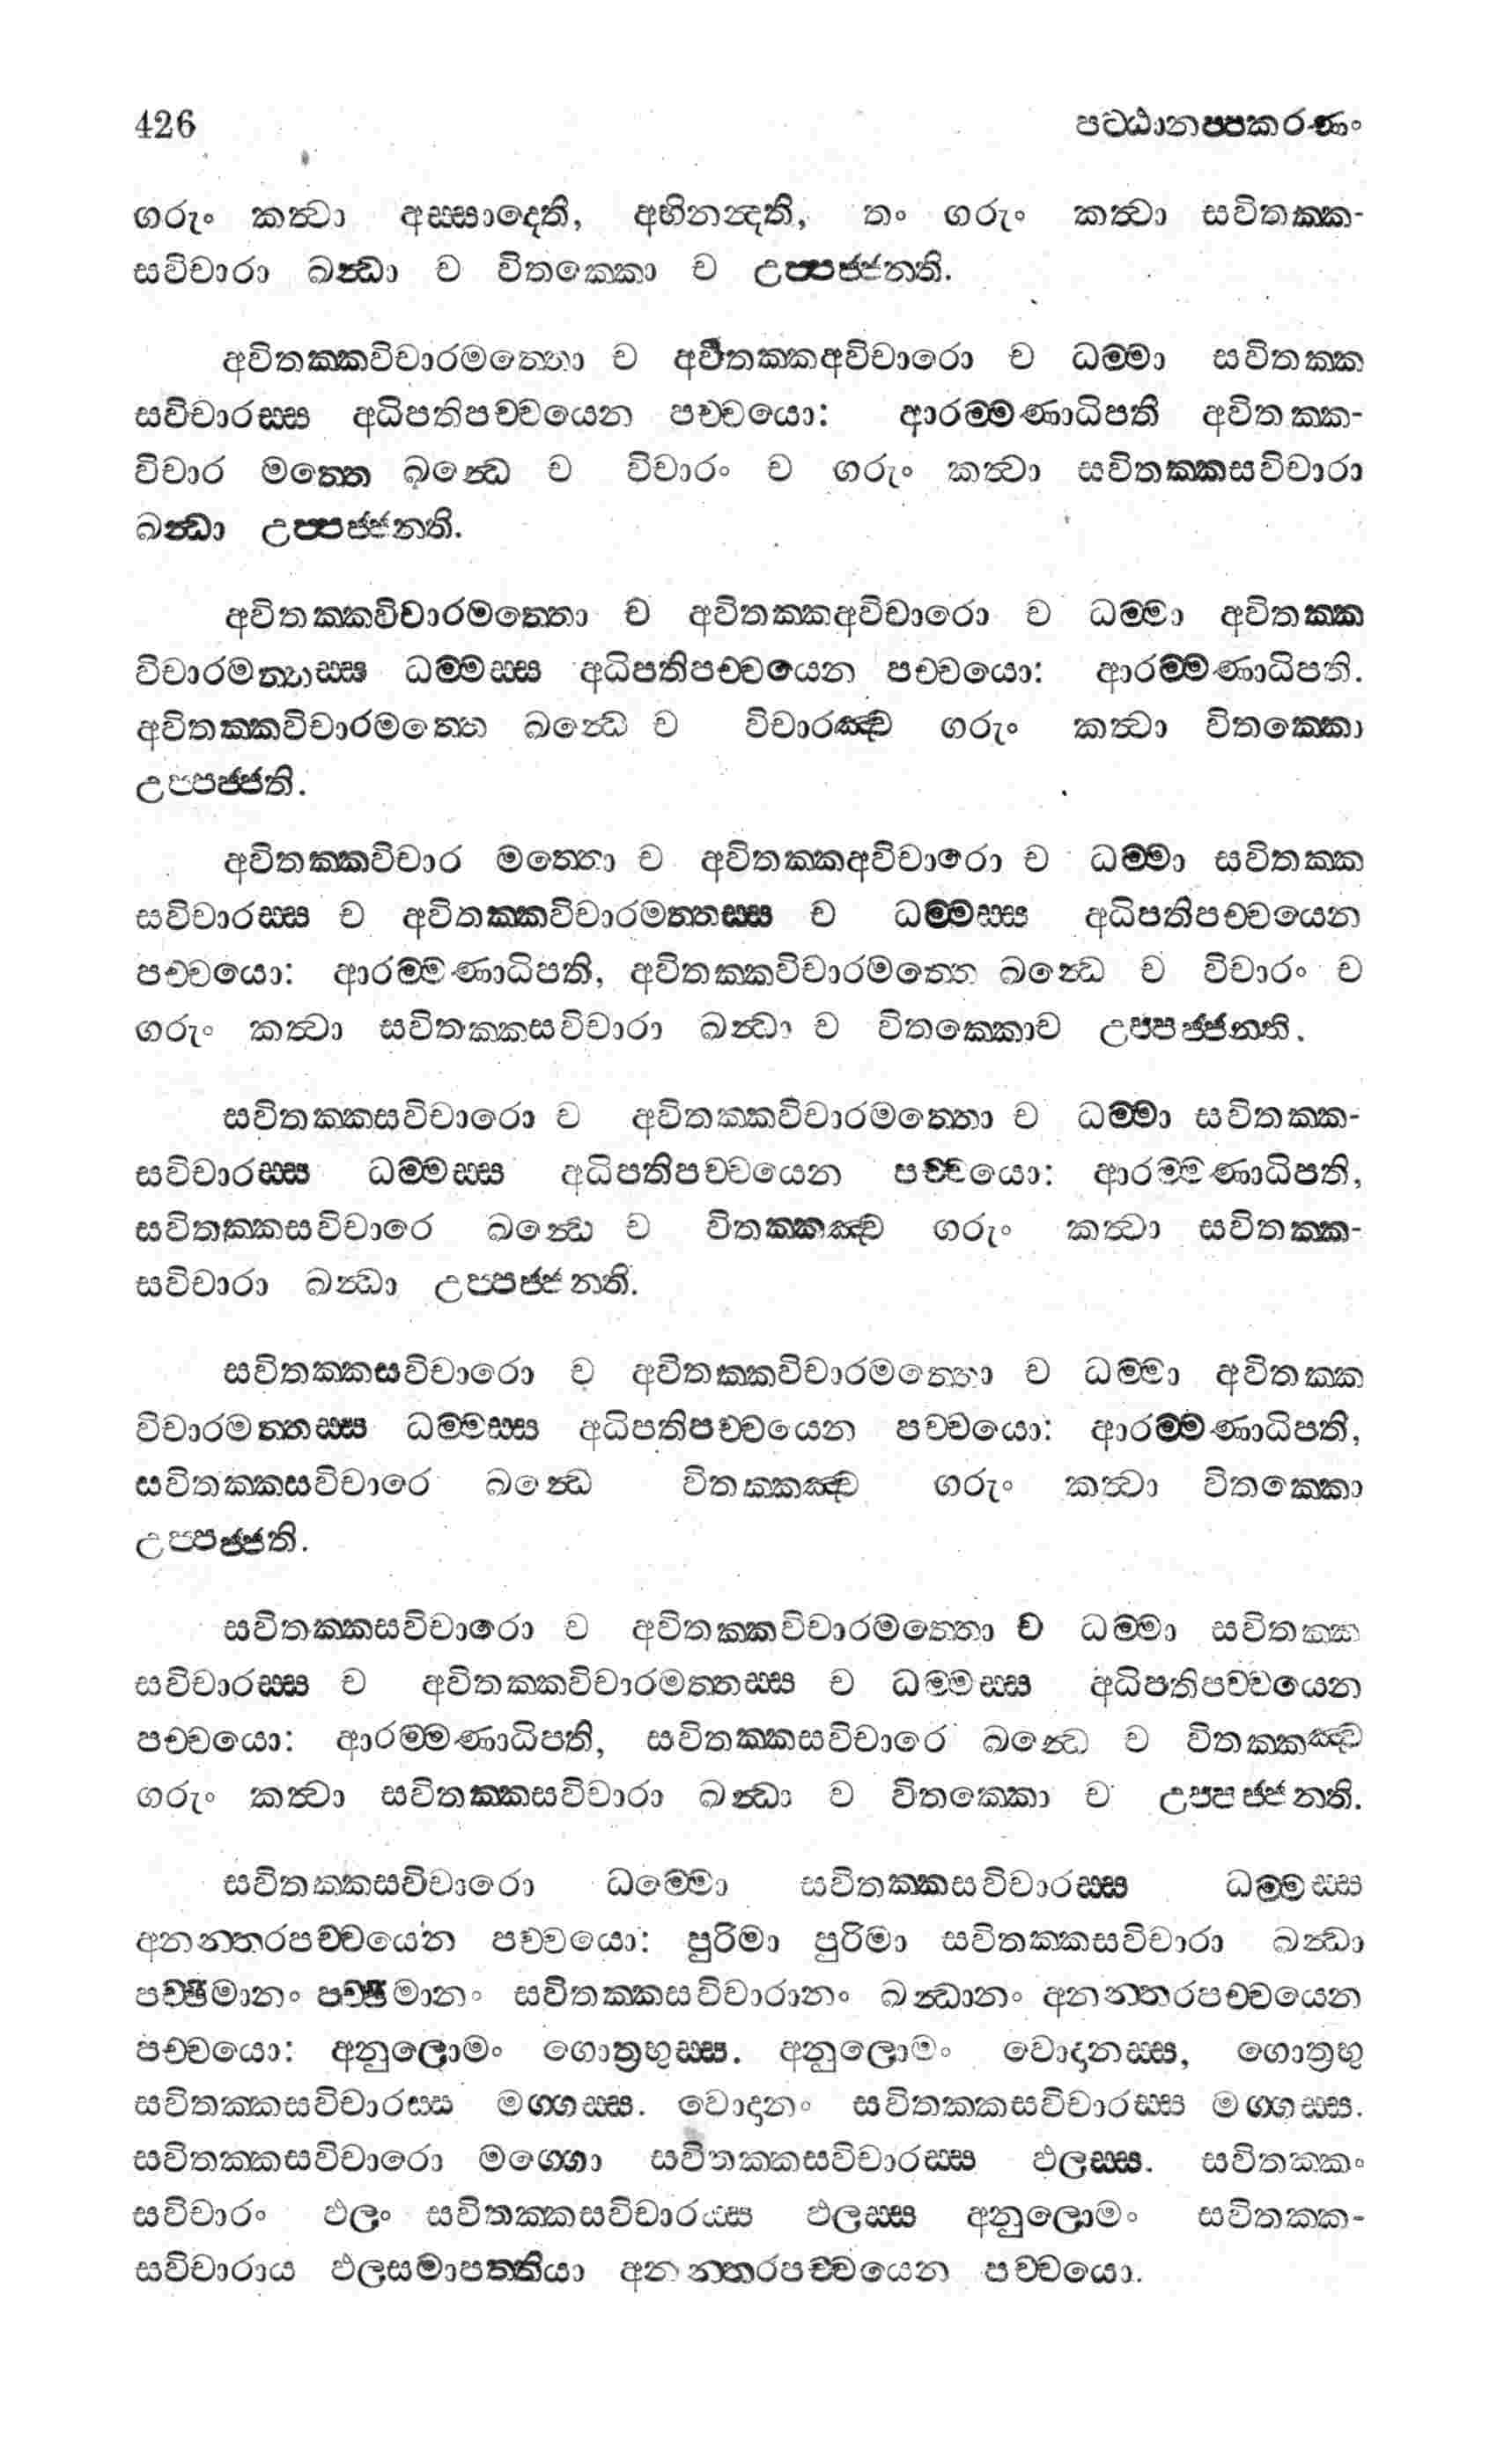 426 පට්ඨානප්පකරණං
ගරුං කත්‍වා අස්සාදෙති, අභිනන්‍දති, තං ගරුං කත්‍වා සවිතක්ක-
සවිචාරා ඛන්‍ධා ච විතක්කො ච උප්පජ්ජන්ති.
අවිතක්කවිචාරමත්තො ච අවිතක්කඅවිචාරො ච ධම්මා සවිතක්ක
සවිචාරස්ස අධිපතිපච්චයෙන පච්චයො: ආරම්මණාධිපති අවිතක්ක-
විචාර මත්තෙ ඛන්‍ධෙ ච විචාරං ච ගරුං කත්‍වා සවිතක්කසවිචාරා
ඛන්‍ධා උප්පජ්ජන්ති.
අවිතක්කවිචාරමත්තො ච අවිතක්කඅවිචාරො ච ධම්මා අවිතක්ක
විචාරමත්‍යාස්ස ධම්මස්ස අධිපතිපච්චයෙන පච්චයො: ආරම්මණාධිපති.
අවිතක්කවිචාරමත්තෙ ඛන්‍ධෙ ච විචාරඤ්ච ගරුං කත්‍වා විතක්කො
උප්පජ්ජති.
අවිතක්කවිචාර මත්තො ච අවිතක්කඅවිචාරො ච ධම්මා සවිතක්ක
සවිචාරස්ස ච අවිතක්කවිචාරමත්තස්ස ච ධම්මස්ස අධිපතිපච්චයෙන
පච්චයො: ආරම්මණාධිපති, අවිතක්කවිචාරමත්තෙ ඛන්‍ධෙ ච විචාරං ච
ගරුං කත්‍වා සවිතක්කසවිචාරා ඛන්‍ධා ච විතක්කොච උප්පජ්ජන්ති.
සවිතක්කසවිචාරො ච අවිතක්කවිචාරමත්තො ච ධම්මා සවිතක්ක-
සවිචාරස්ස ධම්මස්ස අධිපතිපච්චයෙන පච්චයො: ආරම්මණාධිපති,
සවිතක්කසවිචාරෙ ඛන්‍ධෙ ච විතක්කඤ්ච ගරුං කත්‍වා සවිතක්ක-
සවිචාරා ඛන්‍ධා උප්පජ්ජන්ති.
සවිතක්කසවිචාරො ච අවිතක්කවිචාරමත්තො ච ධම්මා අවිතක්ක
විචාරමත්තස්ස ධම්මස්ස අධිපතිපච්චයෙන පච්චයො: ආරම්මණාධිපති,
සවිතක්කසවිචාරෙ ඛන්‍ධෙ විතක්කඤ්ච ගරුං කත්‍වා විතක්කො
උප්පජ්ජති.
සවිතක්කසවිචාරො ච අවිතක්කවිචාරමත්තො ච ධම්මා සවිතක්ක
සවිචාරස්ස ච අවිතක්කවිචාරමත්තස්ස ච ධම්මස්ස අධිපතිපච්චයෙන
පච්චයො: ආරම්මණාධිපති, සවිතක්කසවිචාරෙ ඛන්‍ධෙ ච විතක්කඤ්ච
ගරුං කත්‍වා සවිතක්කසවිචාරා ඛන්‍ධා ච විතක්කො ච උප්පජ්ජන්ති.
සවිතක්කසවිචාරො ධම්මො සවිතක්කසවිචාරස්ස ධම්මස්ස
අනන්තරපච්චයෙන පච්චයො: පුරිමා පුරිමා සවිතක්කසවිචාරා ඛන්‍ධා
පච්ඡිමානං පච්ඡිමානං සවිතක්කසවිචාරානං ඛන්‍ධානං අනන්තරපච්චයෙන
පච්චයො: අනුලොමං ගොත්‍රභුස්ස. අනුලොමං වොදානස්ස, ගොත්‍රභු
සවිතක්කසවිචාරස්ස මග්ගස්ස. වොදානං සවිතක්කසවිචාරස්ස මග්ගස්ස.
සවිතක්කසවිචාරො මග්ගො සවිතක්කසවිචාරස්ස ඵලස්ස. සවිතක්කං
සවිචාරං ඵලං සවිතක්කසවිචාරස්ස ඵලස්ස අනුලොමං සවිතක්ක-
සවිචාරාය ඵලසමාපත්තියා අනන්තරපච්චයෙන පච්චයො.